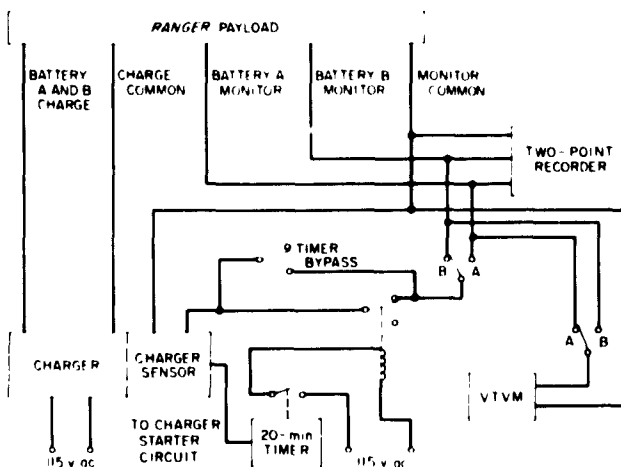 RANGER PAYLOAD
BATTERY
A AND B
CHARGE
CHARGE
COMMON
BATTERY A
MONITOR
BATTERY B
MONITOR
MONITOR
COMMON
TWO-POINT
RECORDER
9 TIMER
BYPASS
B
A
A
B
CHARGER
CHARGER
SENSOR
VTVM
TO CHARGER
STARTER
CIRCUIT
20-min
TIMER
115 v ac
115 v ac